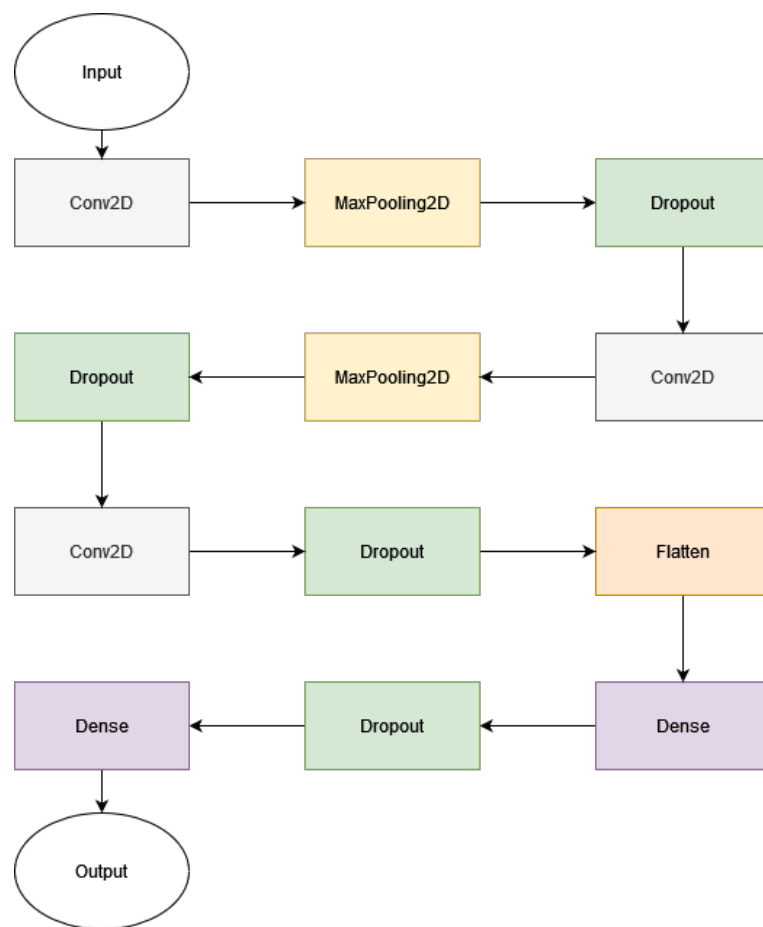 Input
Conv2D
MaxPooling2D
Dropout
Dropout
MaxPooling2D
Conv2D
Conv2D
Dropout
Flatten
Dense
Dropout
Dense
Output